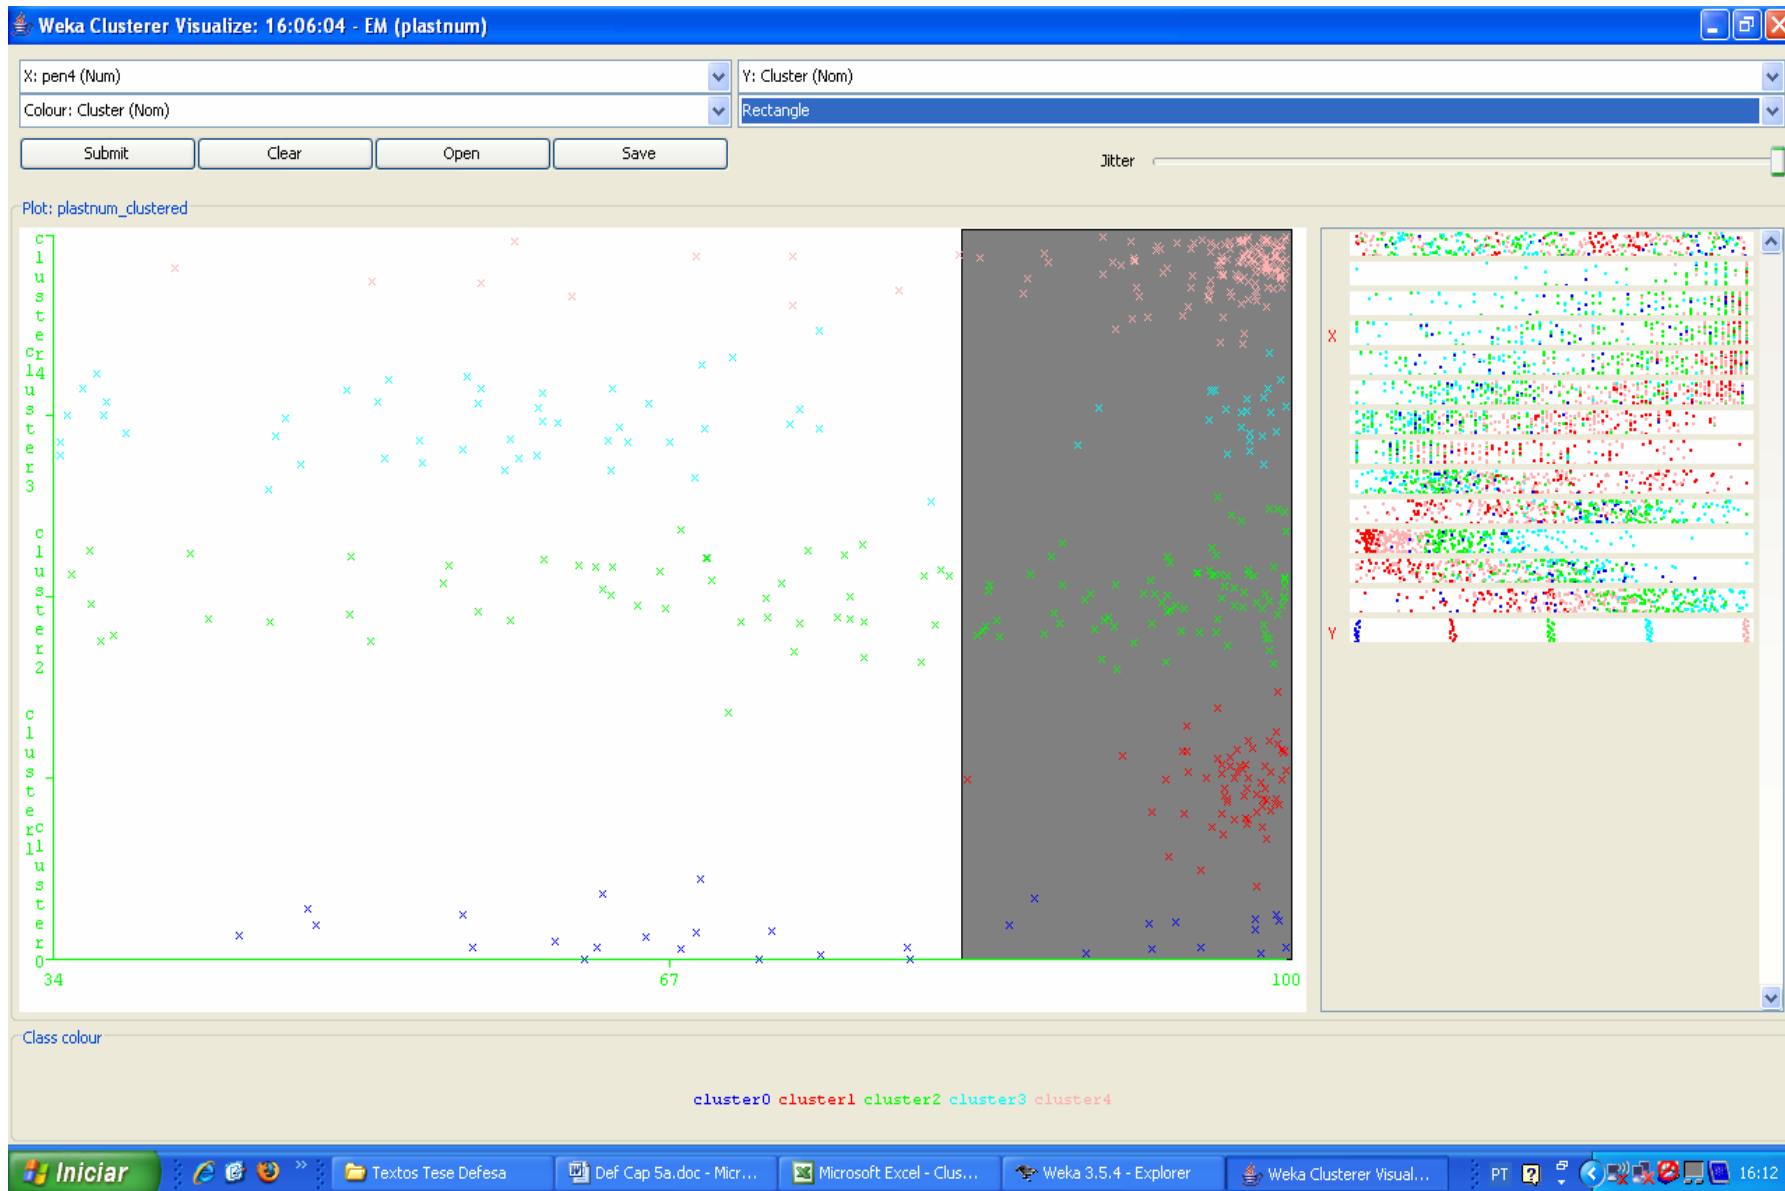 Weka Clusterer Visualize: 16:06:04 - EM (plastnum)
X: pen4 (Num)
Y: Cluster (Nom)
Colour: Cluster (Nom)
Rectangle
Submit
Clear
Open
Save
Jitter
Plot: plastnum_clustered
cluster4
cluster3
cluster2
cluster1
cluster0
34
67
100
X
Y
Class colour
cluster0 cluster1 cluster2 cluster3 cluster4
Iniciar
»
Textos Tese Defesa
Def Cap 5a.doc - Micr...
Microsoft Excel - Clus...
Weka 3.5.4 - Explorer
Weka Clusterer Visual...
PT
16:12